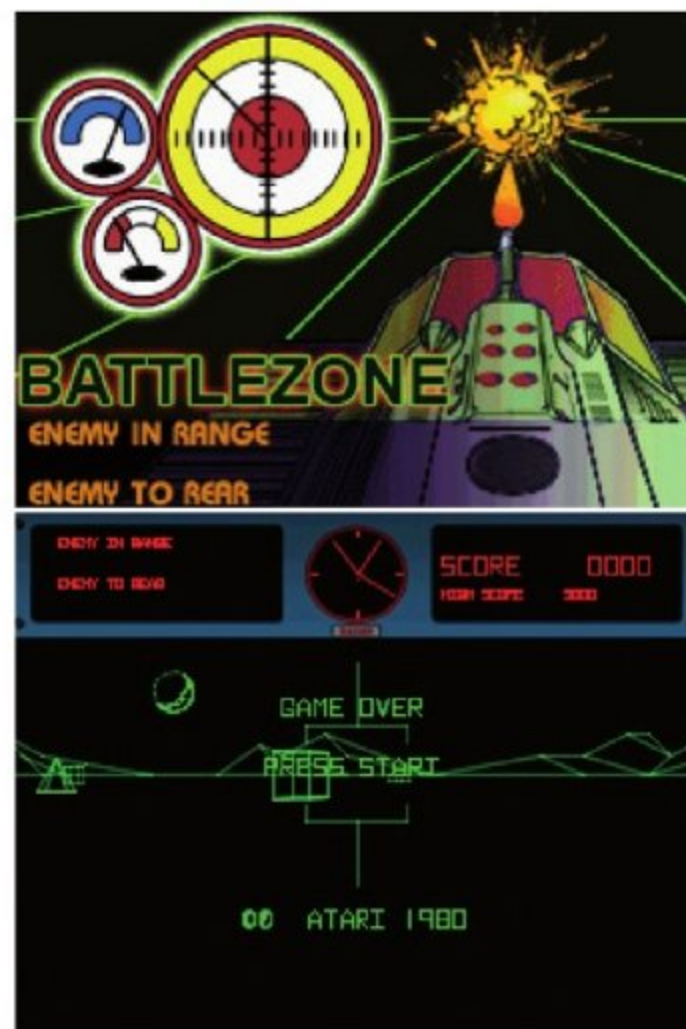 BATTLEZONE
ENEMY IN RANGE
ENEMY TO REAR
ENEMY IN RANGE
ENEMY TO REAR
SCORE 0000
HIGH SCORE 5000
GAME OVER
PRESS START
ATARI 1980